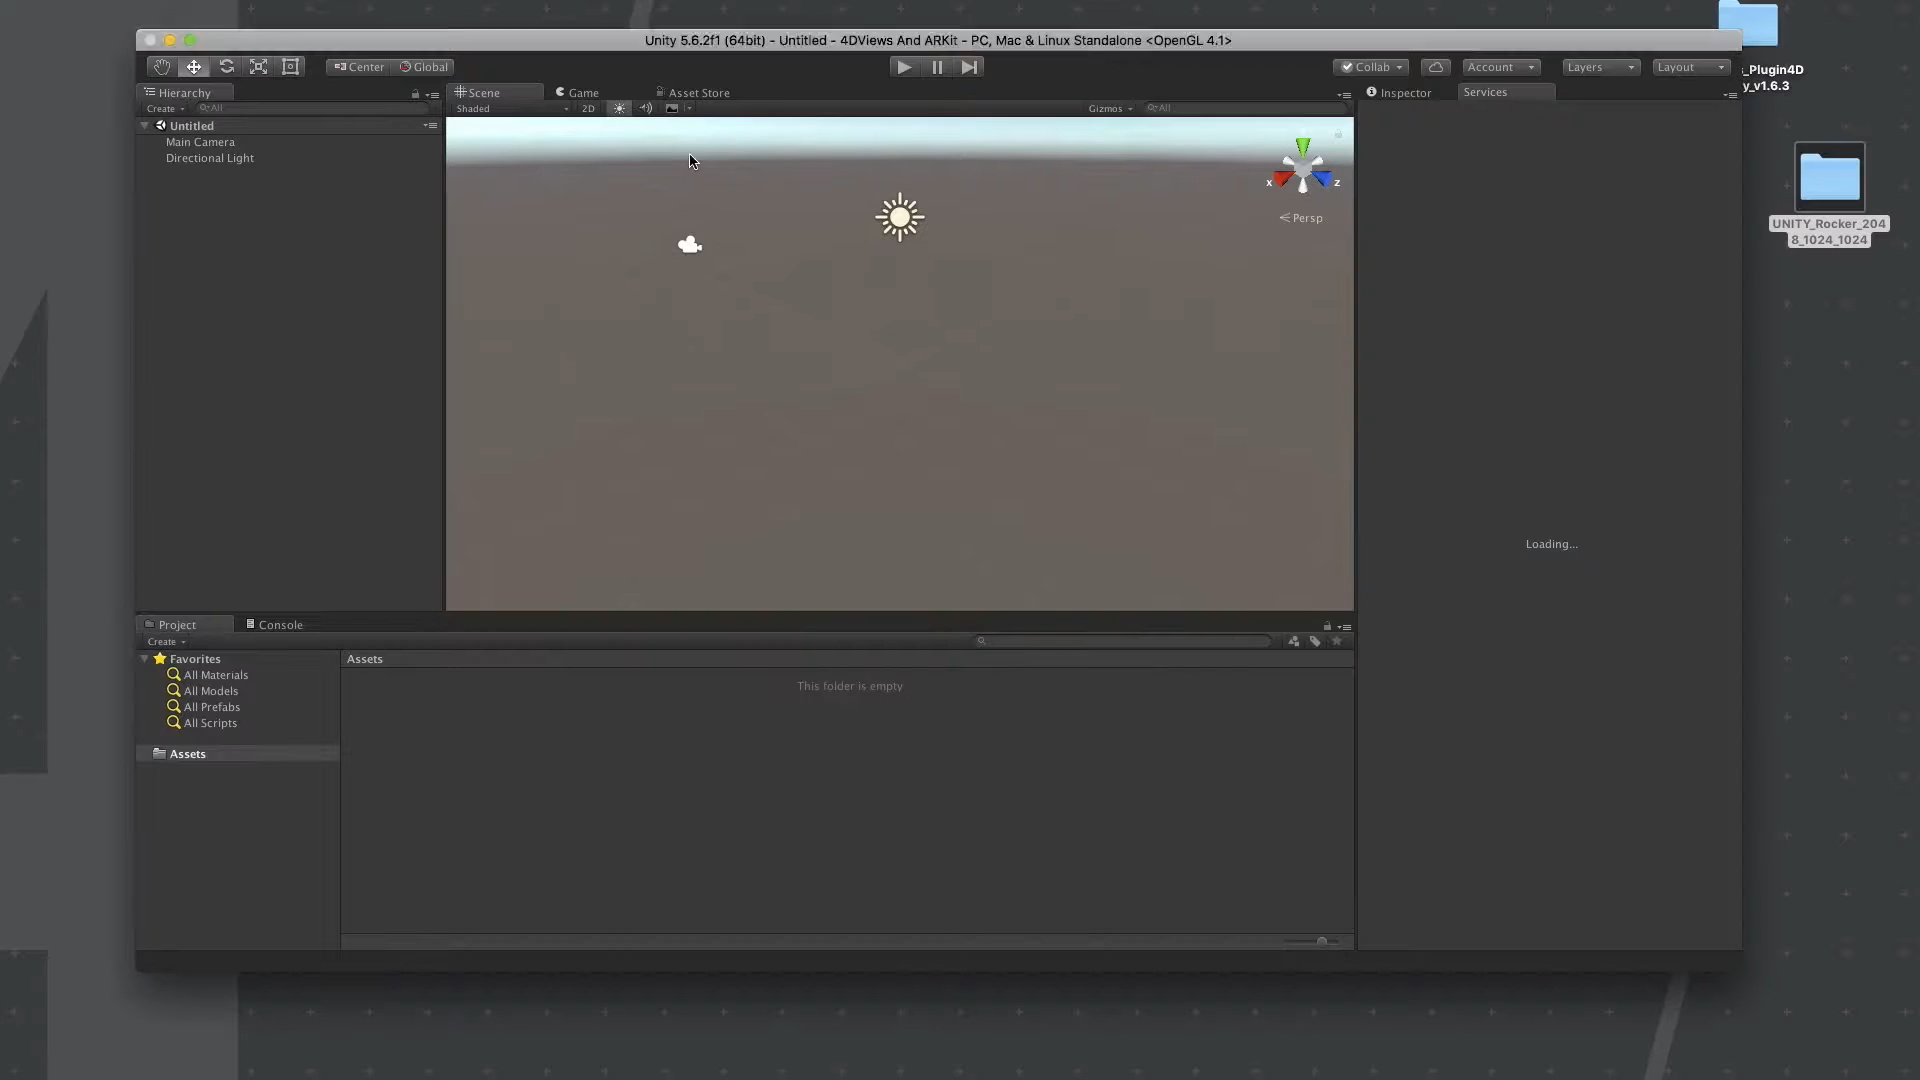 Unity 5.6.2f1 (64bit) - Untitled - 4DViews And ARKit - PC, Mac & Linux Standalone <OpenGL 4.1>
Center Global Collab Account Layers Layout
Hierarchy
Create All
Untitled
Main Camera
Directional Light
Scene Game Asset Store
Shaded 2D Gizmos All
x z
Persp
Inspector Services
Loading...
Project Console
Create
Favorites
All Materials
All Models
All Prefabs
All Scripts
Assets
Assets
This folder is empty
_Plugin4D
y_v1.6.3
UNITY_Rocker_204
8_1024_1024